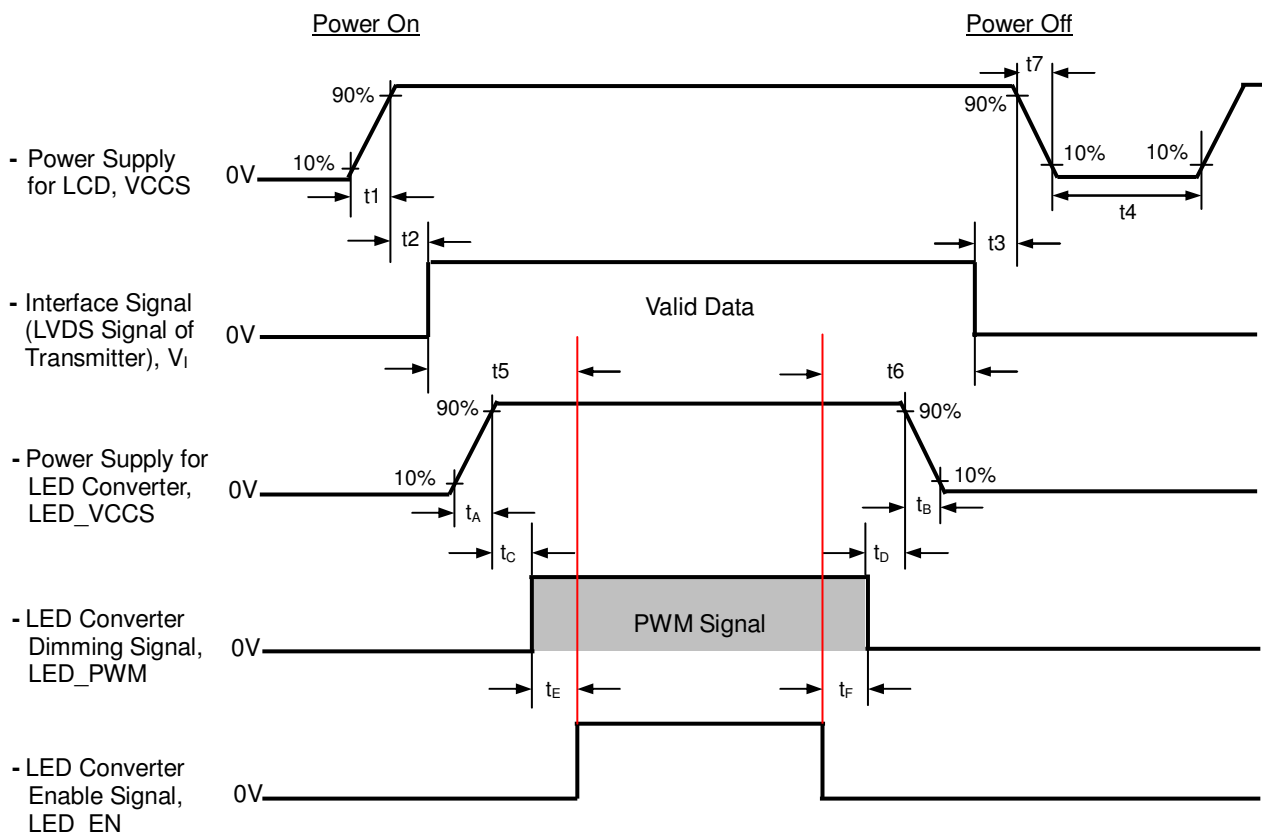 Power On
Power Off
t7
90%
90%
10%
10%
10%
- Power Supply
for LCD, VCCS
0V
t1
t4
t2
t3
- Interface Signal
(LVDS Signal of
Transmitter), VI
0V
Valid Data
t5
t6
90%
90%
- Power Supply for
LED Converter,
LED_VCCS
0V
10%
10%
tA
tB
tC
tD
- LED Converter
Dimming Signal,
LED_PWM
0V
PWM Signal
tE
tF
- LED Converter
Enable Signal,
LED_EN
0V